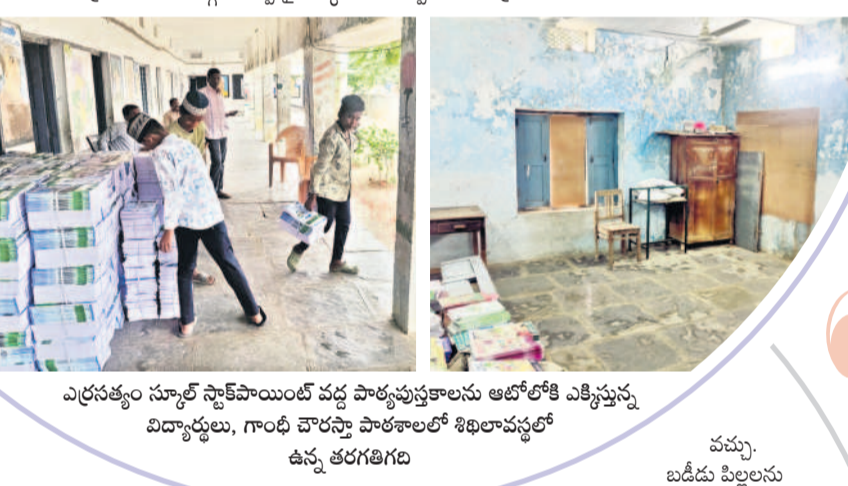 ఎర్రసత్యం స్కూల్ స్టాక్‌పాయింట్ వద్ద పాఠ్యపుస్తకాలను ఆటోలోకి ఎక్కిస్తున్న
విద్యార్థులు, గాంధీ చౌరస్తా పాఠశాలలో శిథిలావస్థలో
ఉన్న తరగతిగది
వచ్చు.
బడీడు పిల్లలను